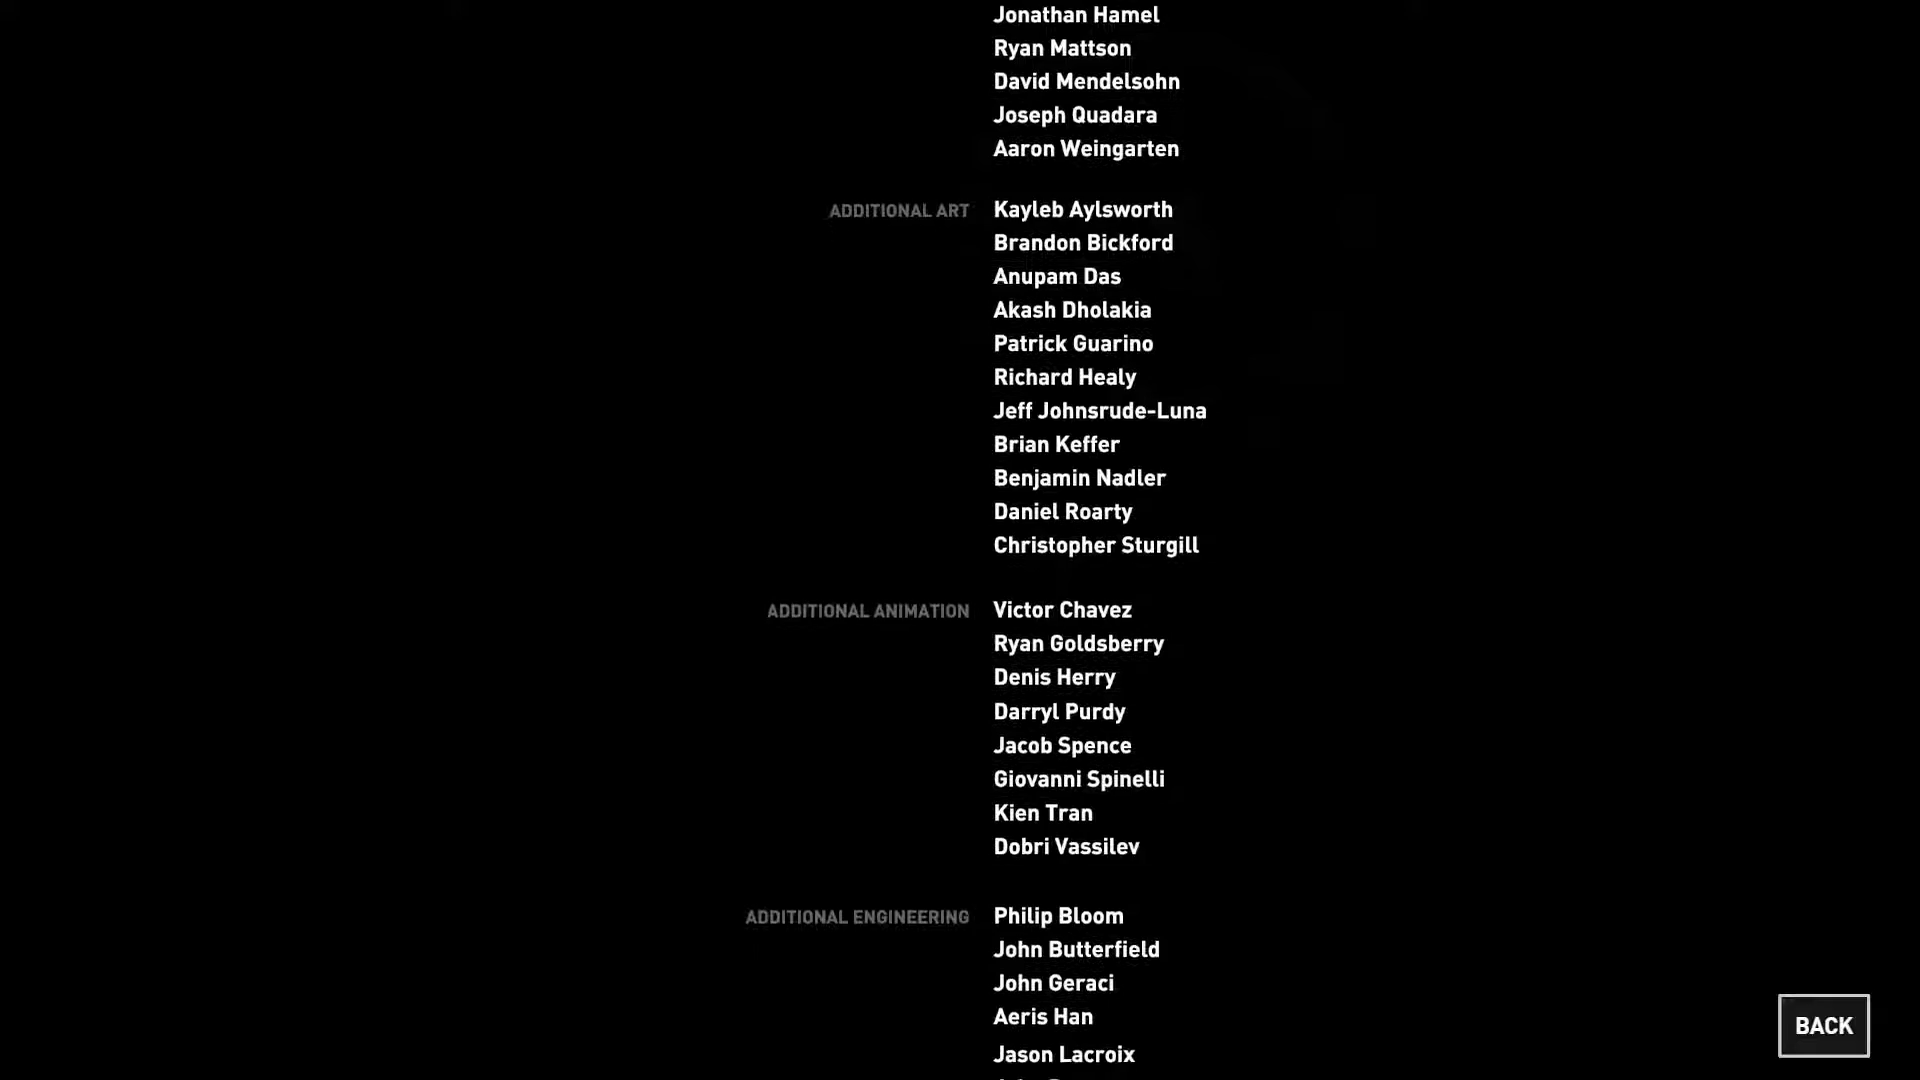 Jonathan Hamel
Ryan Mattson
David Mendelsohn
Joseph Quadara
Aaron Weingarten
ADDITIONAL ART Kayleb Aylsworth
Brandon Bickford
Anupam Das
Akash Dholakia
Patrick Guarino
Richard Healy
Jeff Johnsrude-Luna
Brian Keffer
Benjamin Nadler
Daniel Roarty
Christopher Sturgill
ADDITIONAL ANIMATION Victor Chavez
Ryan Goldsberry
Denis Herry
Darryl Purdy
Jacob Spence
Giovanni Spinelli
Kien Tran
Dobri Vassilev
ADDITIONAL ENGINEERING Philip Bloom
John Butterfield
John Geraci
Aeris Han
Jason Lacroix
BACK